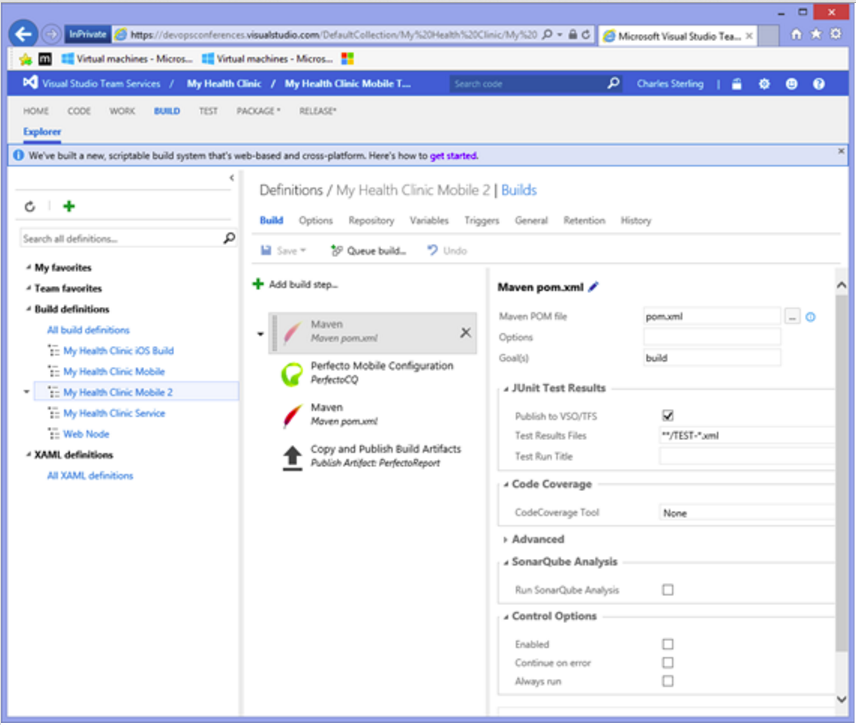 InPrivate https://devopsconferences.visualstudio.com/DefaultCollection/My%20Health%20Clinic/My%20 Microsoft Visual Studio Tea...
m Virtual machines - Micros... Virtual machines - Micros...
Visual Studio Team Services / My Health Clinic / My Health Clinic Mobile T... Search code Charles Sterling
HOME CODE WORK BUILD TEST PACKAGE* RELEASE*
Explorer
We've built a new, scriptable build system that's web-based and cross-platform. Here's how to get started.
Definitions / My Health Clinic Mobile 2 | Builds
Build Options Repository Variables Triggers General Retention History
Search all definitions...
Save Queue build... Undo
My favorites
Team favorites
Build definitions
All build definitions
My Health Clinic iOS Build
My Health Clinic Mobile
My Health Clinic Mobile 2
My Health Clinic Service
Web Node
XAML definitions
All XAML definitions
Add build step...
Maven
Maven pom.xml
Perfecto Mobile Configuration
PerfectoCQ
Maven
Maven pom.xml
Copy and Publish Build Artifacts
Publish Artifact: PerfectoReport
Maven pom.xml
Maven POM file pom.xml ...
Options
Goal(s) build
JUnit Test Results
Publish to VSO/TFS
Test Results Files **/TEST-*.xml
Test Run Title
Code Coverage
CodeCoverage Tool None
Advanced
SonarQube Analysis
Run SonarQube Analysis
Control Options
Enabled
Continue on error
Always run